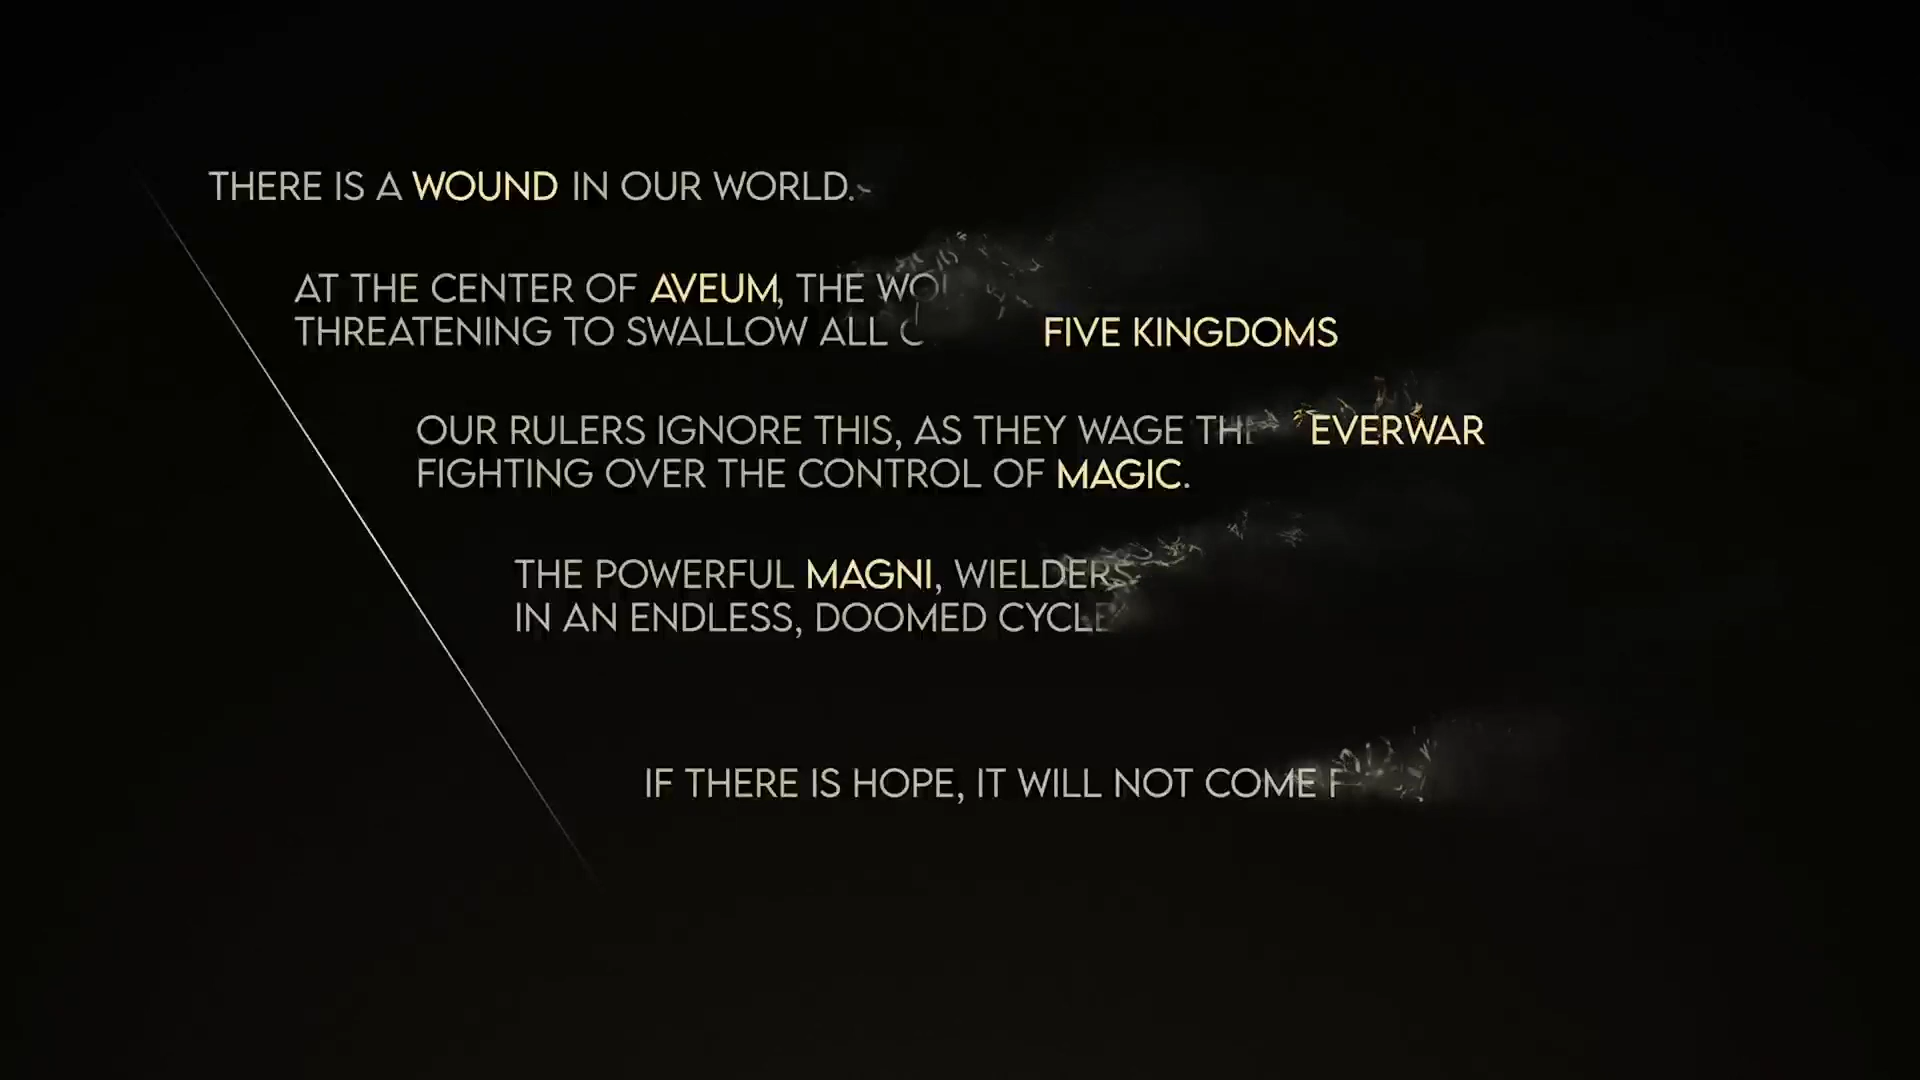 THERE IS A WOUND IN OUR WORLD.
AT THE CENTER OF AVEUM, THE
THREATENING TO SWALLOW ALL FIVE KINGDOMS
OUR RULERS IGNORE THIS, AS THEY WAGE THE EVERWAR
FIGHTING OVER THE CONTROL OF MAGIC.
THE POWERFUL MAGNI, WIELDERS
IN AN ENDLESS, DOOMED CYCLE
IF THERE IS HOPE, IT WILL NOT COME